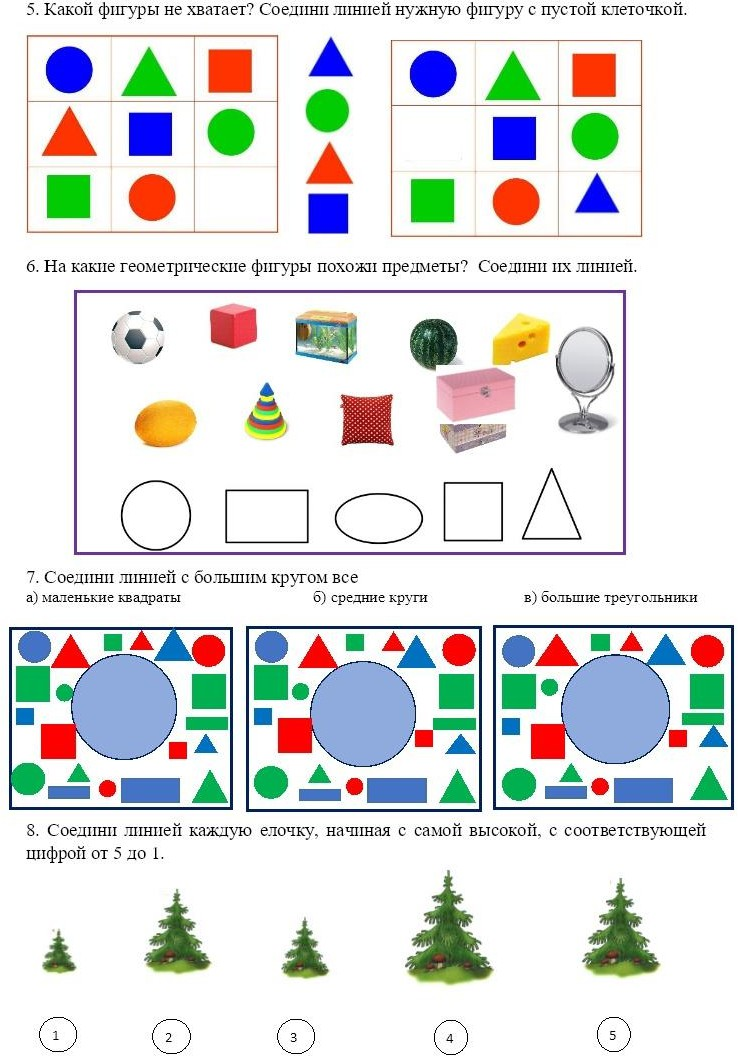 5. Какой фигуры не хватает? Соедини линией нужную фигуру с пустой клеточкой.
6. На какие геометрические фигуры похожи предметы? Соедини их линией.
7. Соедини линией с большим кругом все
а) маленькие квадраты б) средние круги в) большие треугольники
8. Соедини линией каждую елочку, начиная с самой высокой, с соответствующей
цифрой от 5 до 1.
1 2 3 4 5